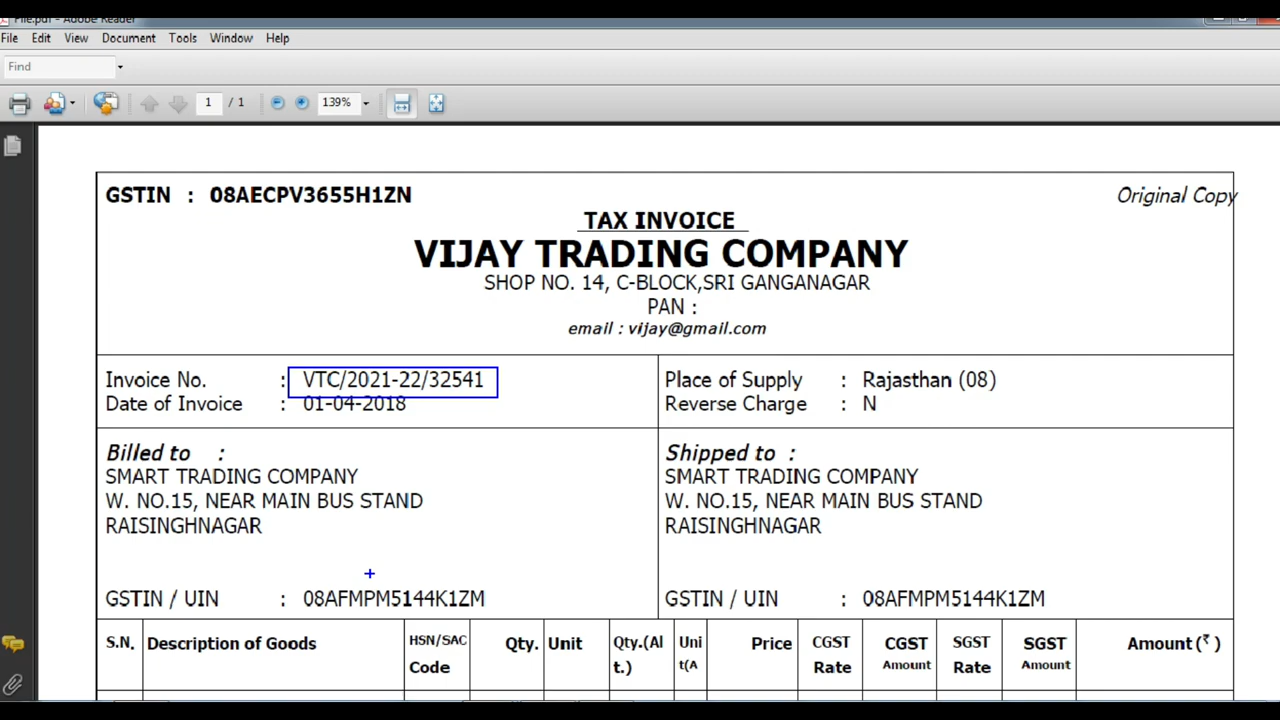 File.pdf - Adobe Reader
File Edit View Document Tools Window Help
Find
1 / 1 139%
GSTIN : 08AECPV3655H1ZN
Original Copy
TAX INVOICE
VIJAY TRADING COMPANY
SHOP NO. 14, C-BLOCK,SRI GANGANAGAR
PAN :
email : vijay@gmail.com
Invoice No. : VTC/2021-22/32541
Date of Invoice : 01-04-2018
Place of Supply : Rajasthan (08)
Reverse Charge : N
Billed to :
SMART TRADING COMPANY
W. NO.15, NEAR MAIN BUS STAND
RAISINGHNAGAR
GSTIN / UIN : 08AFMPM5144K1ZM
Shipped to :
SMART TRADING COMPANY
W. NO.15, NEAR MAIN BUS STAND
RAISINGHNAGAR
GSTIN / UIN : 08AFMPM5144K1ZM
S.N. Description of Goods HSN/SAC Qty. Unit Qty.(Al Uni Price CGST CGST SGST SGST Amount (₹ )
Code t.) t(A Rate Amount Rate Amount